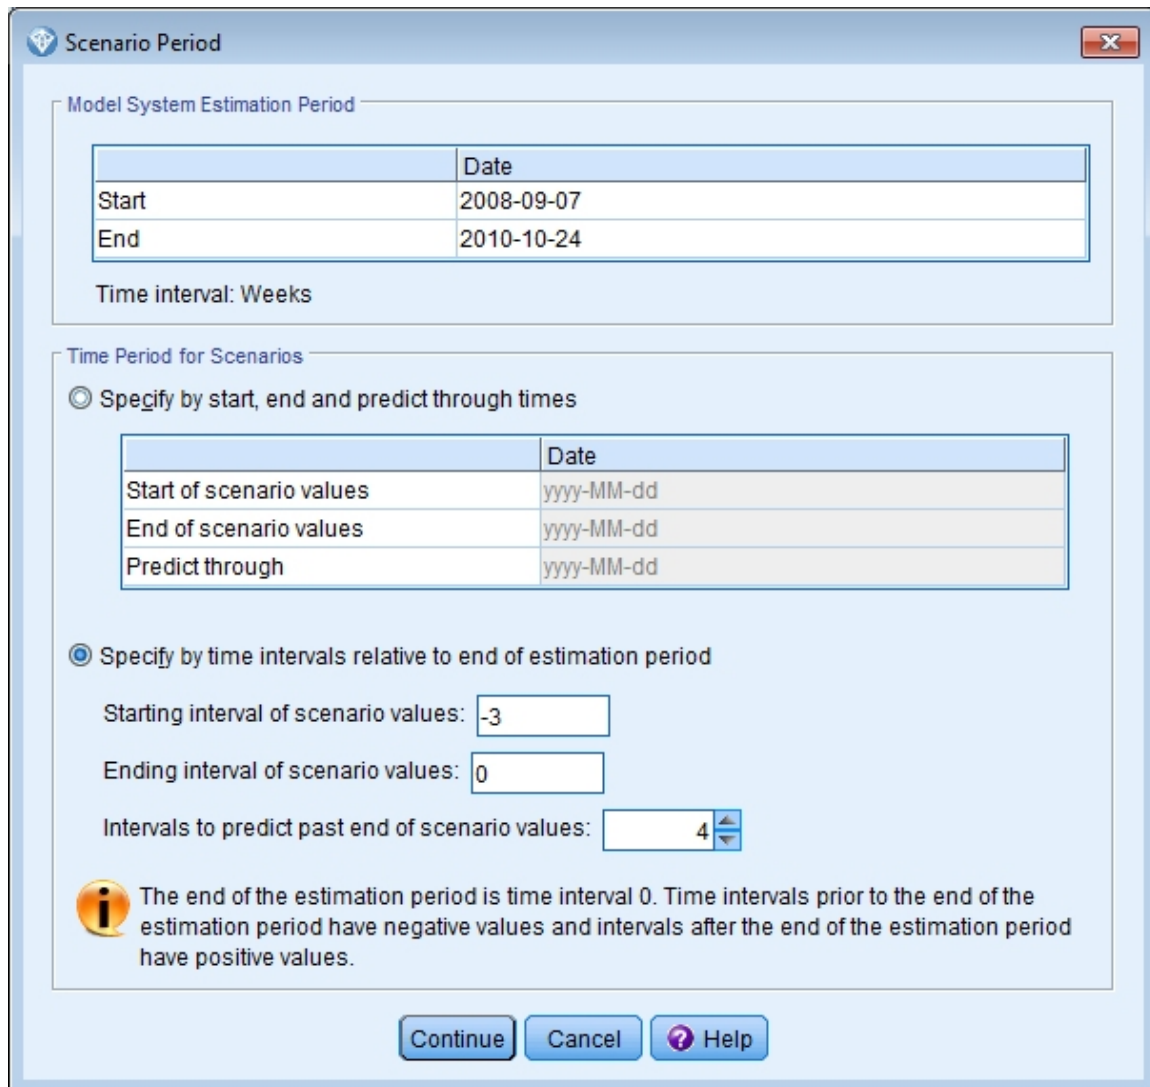 Scenario Period
Model System Estimation Period
Date
Start 2008-09-07
End 2010-10-24
Time interval: Weeks
Time Period for Scenarios
Specify by start, end and predict through times
Date
Start of scenario values yyyy-MM-dd
End of scenario values yyyy-MM-dd
Predict through yyyy-MM-dd
Specify by time intervals relative to end of estimation period
Starting interval of scenario values: -3
Ending interval of scenario values: 0
Intervals to predict past end of scenario values: 4
The end of the estimation period is time interval 0. Time intervals prior to the end of the
estimation period have negative values and intervals after the end of the estimation period
have positive values.
Continue Cancel Help